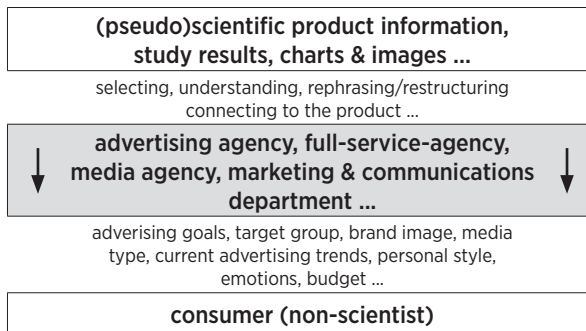 (pseudo)scientific product information,
study results, charts & images ...
selecting, understanding, rephrasing/restructuring
connecting to the product ...
advertising agency, full-service-agency,
media agency, marketing & communications
department ...
adverising goals, target group, brand image, media
type, current advertising trends, personal style,
emotions, budget ...
consumer (non-scientist)